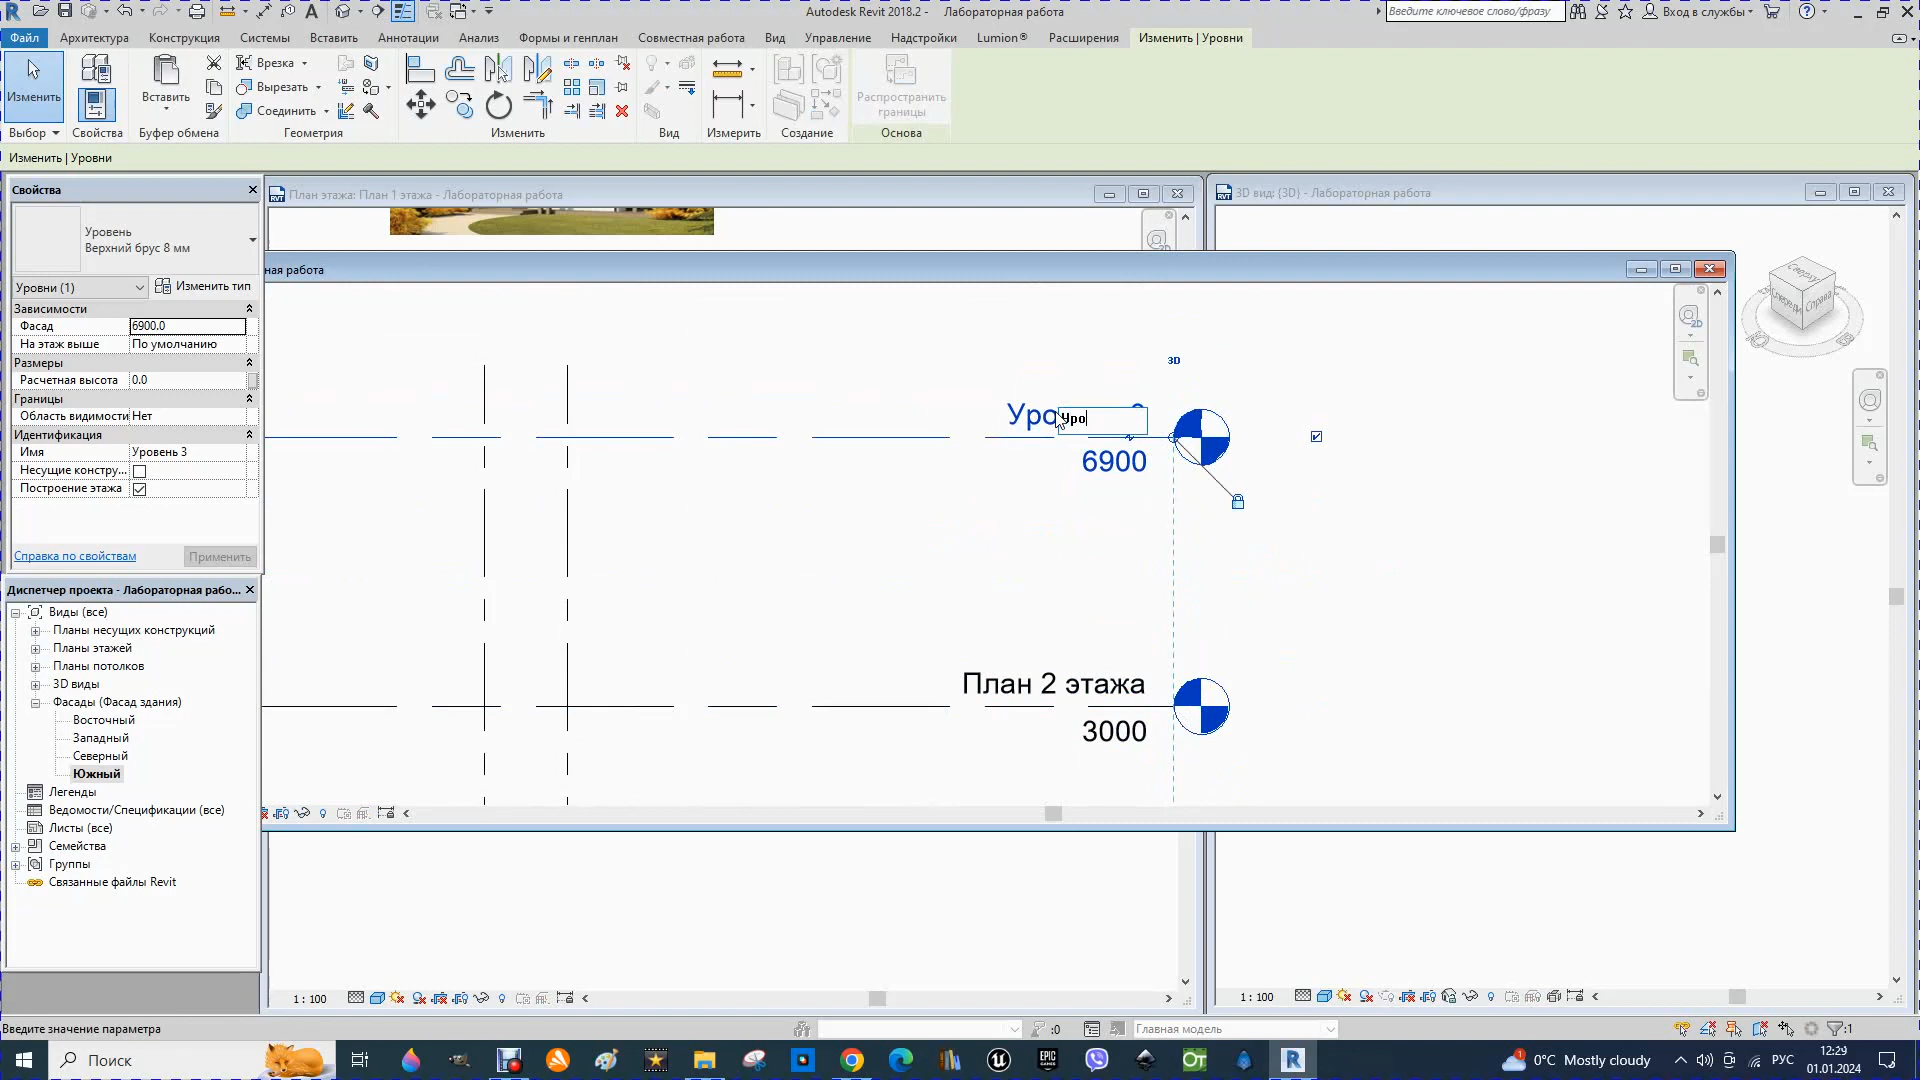 Autodesk Revit 2018.2 - Лабораторная работа
Введите ключевое слово/фразу
Вход в службы
Файл
Архитектура
Конструкция
Системы
Вставить
Аннотации
Анализ
Формы и генплан
Совместная работа
Вид
Управление
Надстройки
Lumion®
Расширения
Изменить | Уровни
Изменить
Вставить
Врезка
Вырезать
Соединить
Распространить
границы
Выбор
Свойства
Буфер обмена
Геометрия
Изменить
Вид
Измерить
Создание
Основа
Изменить | Уровни
Свойства
Уровень
Верхний брус 8 мм
Уровни (1)
Изменить тип
Зависимости
Фасад 6900.0
На этаж выше По умолчанию
Размеры
Расчетная высота 0.0
Границы
Область видимости Нет
Идентификация
Имя Уровень 3
Несущие констру...
Построение этажа
Справка по свойствам
Применить
Диспетчер проекта - Лабораторная рабо...
Виды (все)
Планы несущих конструкций
Планы этажей
Планы потолков
3D виды
Фасады (Фасад здания)
Восточный
Западный
Северный
Южный
Легенды
Ведомости/Спецификации (все)
Листы (все)
Семейства
Группы
Связанные файлы Revit
План этажа: План 1 этажа - Лабораторная работа
3D вид: {3D} - Лабораторная работа
ная работа
3D
Уро
Уро
6900
План 2 этажа
3000
2D
Сверху
Спереди
Справа
1 : 100
1 : 100
Введите значение параметра
:0
Главная модель
:1
Поиск
EPIC
GAMES
0°C Mostly cloudy
РУС
12:29
01.01.2024